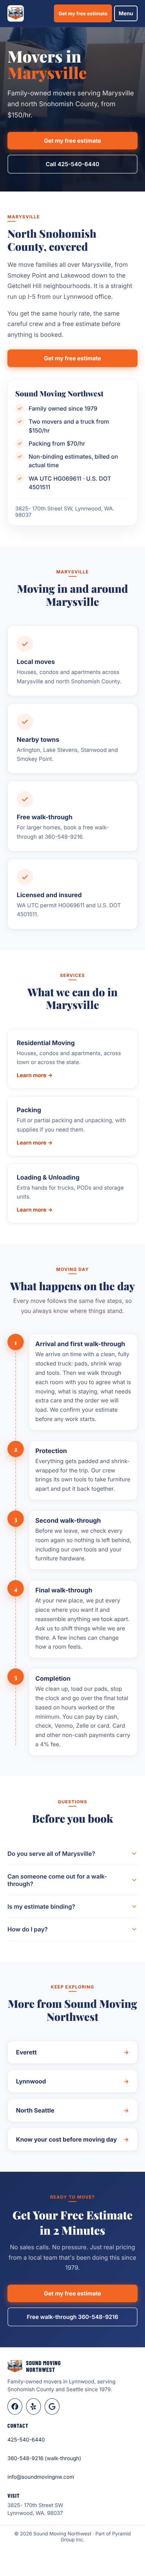 Get my free estimate
Menu
Movers in
Marysville
Family-owned movers serving Marysville
and north Snohomish County, from
$150/hr.
Get my free estimate
Call 425-540-6440
MARYSVILLE
North Snohomish
County, covered
We move families all over Marysville, from
Smokey Point and Lakewood down to the
Getchell Hill neighborhoods. It is a straight
run up I-5 from our Lynnwood office.
You get the same hourly rate, the same
careful crew and a free estimate before
anything is booked.
Get my free estimate
Sound Moving Northwest
Family owned since 1979
Two movers and a truck from
$150/hr
Packing from $70/hr
Non-binding estimates, billed on
actual time
WA UTC HG069611 · U.S. DOT
4501511
3825- 170th Street SW, Lynnwood, WA.
98037
MARYSVILLE
Moving in and around
Marysville
Local moves
Houses, condos and apartments across
Marysville and north Snohomish County.
Nearby towns
Arlington, Lake Stevens, Stanwood and
Smokey Point.
Free walk-through
For larger homes, book a free walk-
through at 360-548-9216.
Licensed and insured
WA UTC permit HG069611 and U.S. DOT
4501511.
SERVICES
What we can do in
Marysville
Residential Moving
Houses, condos and apartments, across
town or across the state.
Learn more →
Packing
Full or partial packing and unpacking, with
supplies if you need them.
Learn more →
Loading & Unloading
Extra hands for trucks, PODs and storage
units.
Learn more →
MOVING DAY
What happens on the day
Every move follows the same five steps, so
you always know where things stand.
1
Arrival and first walk-through
We arrive on time with a clean, fully
stocked truck: pads, shrink wrap
and tools. Then we walk through
each room with you to agree what is
moving, what is staying, what needs
extra care and the order we will
load. We confirm your estimate
before any work starts.
2
Protection
Everything gets padded and shrink-
wrapped for the trip. Our crew
brings its own tools to take furniture
apart and put it back together.
3
Second walk-through
Before we leave, we check every
room again so nothing is left behind,
including our own tools and your
furniture hardware.
4
Final walk-through
At your new place, we put every
piece where you want it and
reassemble anything we took apart.
Ask us to shift things while we are
there. A few inches can change
how a room feels.
5
Completion
We clean up, load our pads, stop
the clock and go over the final total
based on hours worked or the
minimum. You can pay by cash,
check, Venmo, Zelle or card. Card
and other non-cash payments carry
a 4% fee.
QUESTIONS
Before you book
Do you serve all of Marysville?
Can someone come out for a walk-
through?
Is my estimate binding?
How do I pay?
KEEP EXPLORING
More from Sound Moving
Northwest
Everett →
Lynnwood →
North Seattle →
Know your cost before moving day →
READY TO MOVE?
Get Your Free Estimate
in 2 Minutes
No sales calls. No pressure. Just real pricing
from a local team that's been doing this since
1979.
Get my free estimate
Free walk-through 360-548-9216
SOUND MOVING
NORTHWEST
Family-owned movers in Lynnwood, serving
Snohomish County and Seattle since 1979.
CONTACT
425-540-6440
360-548-9216 (walk-through)
info@soundmovingnw.com
VISIT
3825- 170th Street SW
Lynnwood, WA. 98037
© 2026 Sound Moving Northwest · Part of Pyramid
Group Inc.